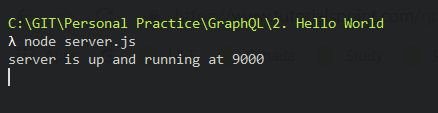 C:\GIT\Personal Practice\GraphQL\2. Hello World
λ node server.js
server is up and running at 9000